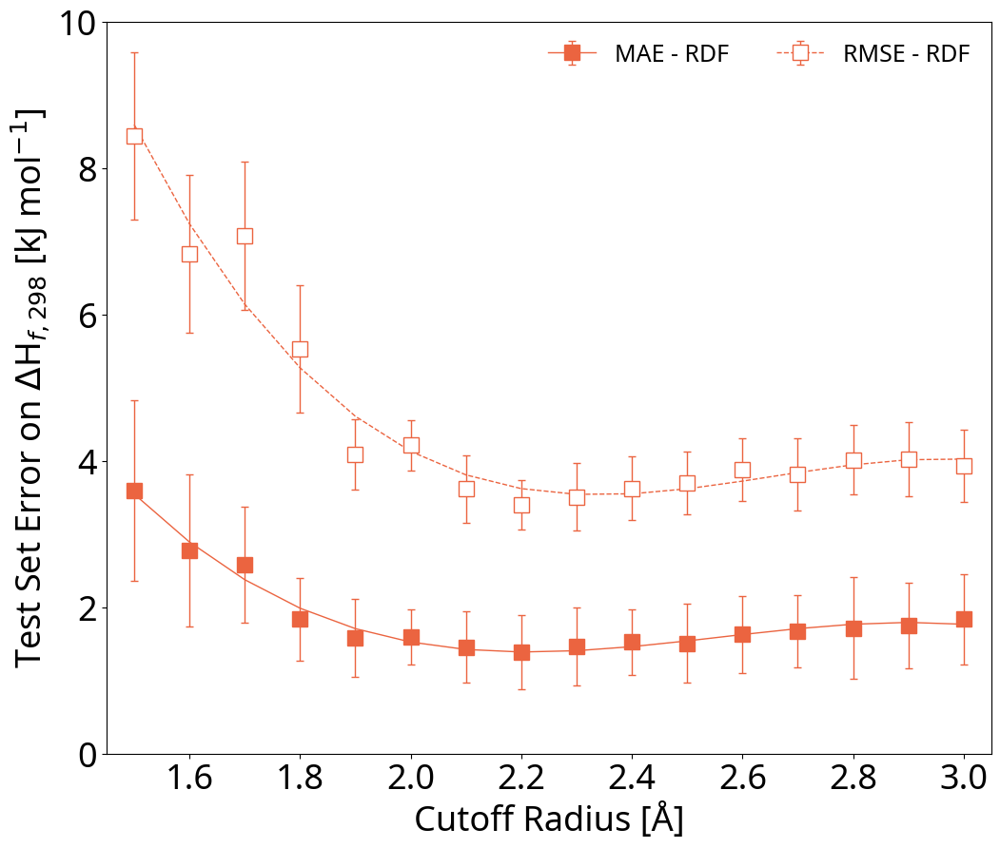 MAE - RDF
RMSE - RDF
Test Set Error on ΔH$_{f, 298}$ [kJ mol$^{-1}$]
10
8
6
4
2
0
1.6 1.8 2.0 2.2 2.4 2.6 2.8 3.0
Cutoff Radius [Å]